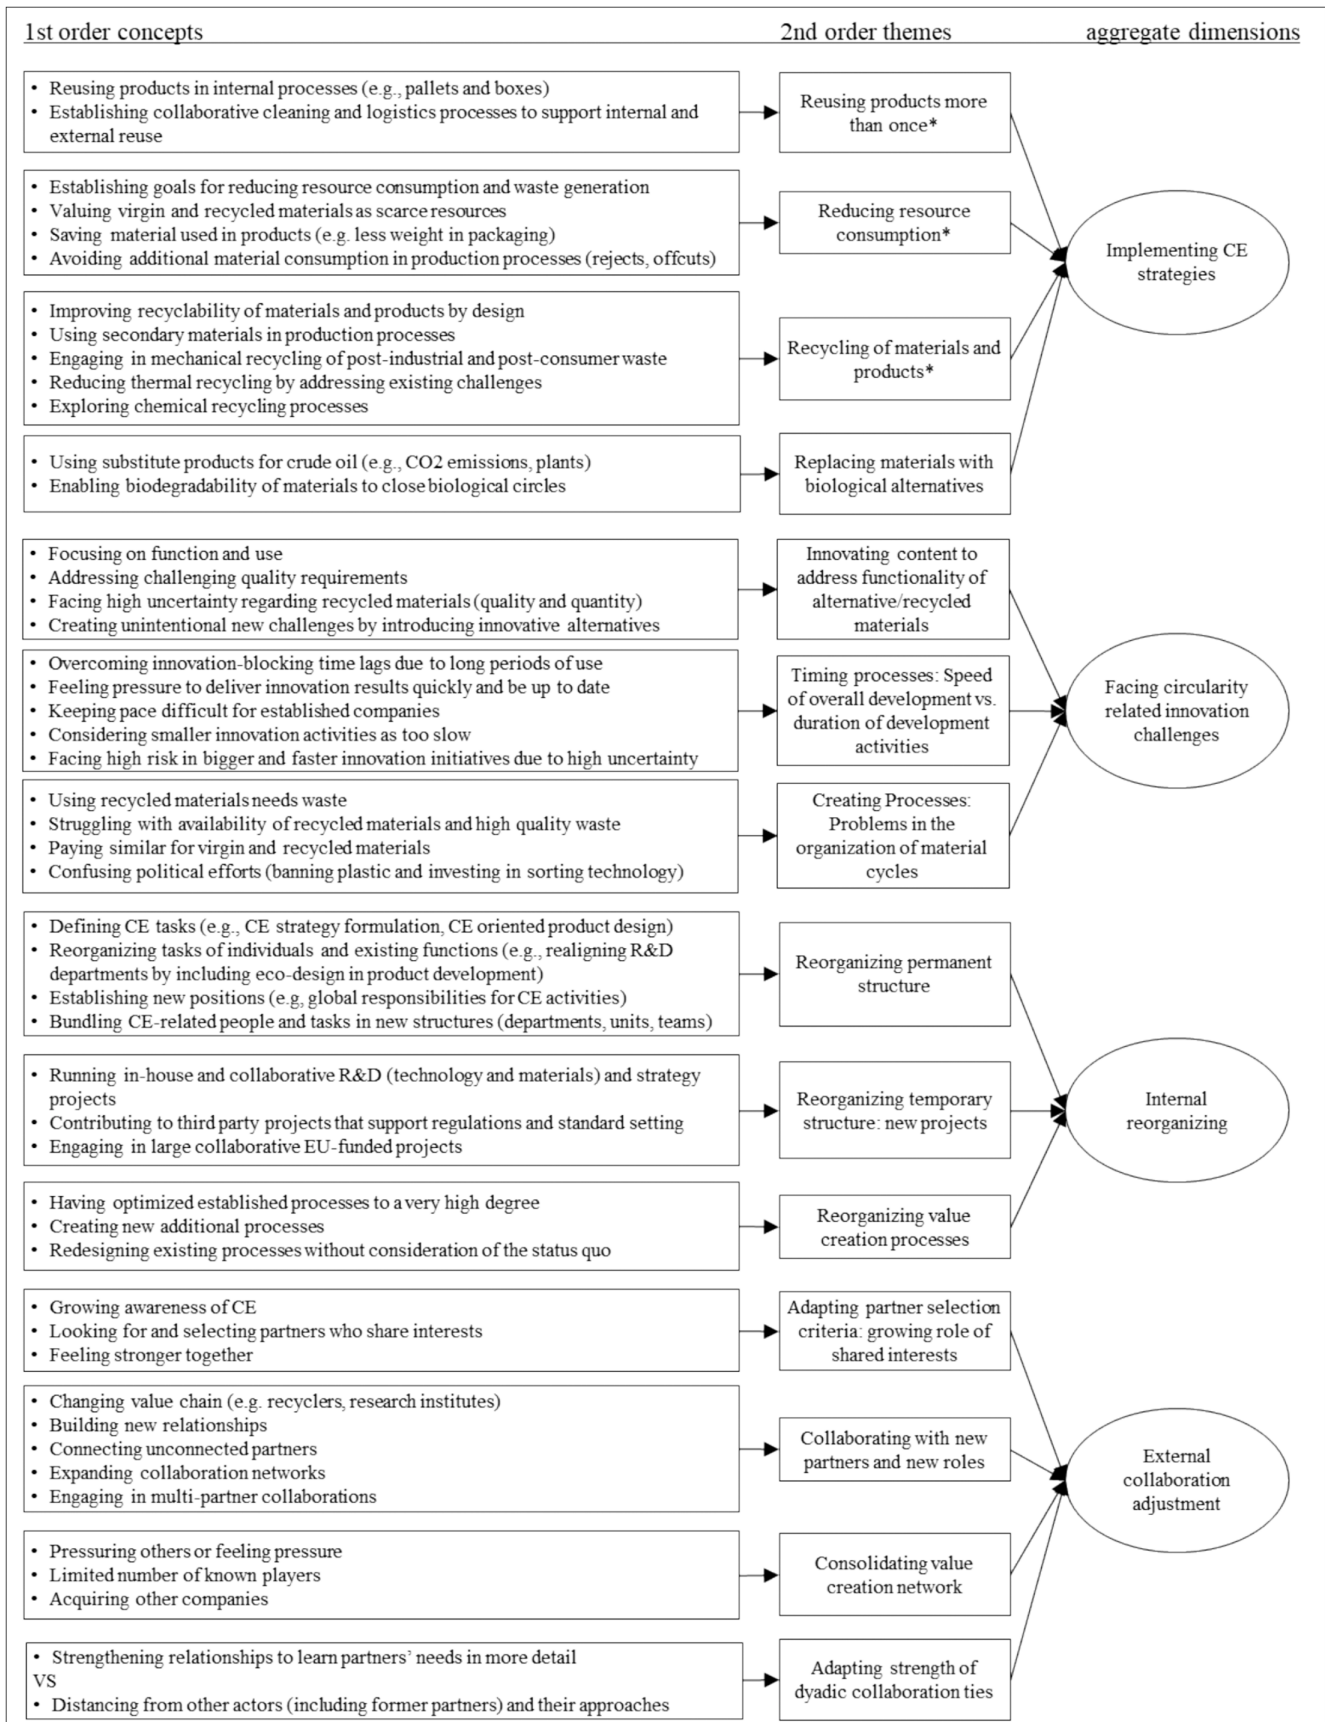 1st order concepts
2nd order themes
aggregate dimensions
• Reusing products in internal processes (e.g., pallets and boxes)
• Establishing collaborative cleaning and logistics processes to support internal and
external reuse
Reusing products more
than once*
• Establishing goals for reducing resource consumption and waste generation
• Valuing virgin and recycled materials as scarce resources
• Saving material used in products (e.g. less weight in packaging)
• Avoiding additional material consumption in production processes (rejects, offcuts)
Reducing resource
consumption*
• Improving recyclability of materials and products by design
• Using secondary materials in production processes
• Engaging in mechanical recycling of post-industrial and post-consumer waste
• Reducing thermal recycling by addressing existing challenges
• Exploring chemical recycling processes
Recycling of materials and
products*
• Using substitute products for crude oil (e.g., CO2 emissions, plants)
• Enabling biodegradability of materials to close biological circles
Replacing materials with
biological alternatives
Implementing CE
strategies
• Focusing on function and use
• Addressing challenging quality requirements
• Facing high uncertainty regarding recycled materials (quality and quantity)
• Creating unintentional new challenges by introducing innovative alternatives
Innovating content to
address functionality of
alternative/recycled
materials
• Overcoming innovation-blocking time lags due to long periods of use
• Feeling pressure to deliver innovation results quickly and be up to date
• Keeping pace difficult for established companies
• Considering smaller innovation activities as too slow
• Facing high risk in bigger and faster innovation initiatives due to high uncertainty
Timing processes: Speed
of overall development vs.
duration of development
activities
• Using recycled materials needs waste
• Struggling with availability of recycled materials and high quality waste
• Paying similar for virgin and recycled materials
• Confusing political efforts (banning plastic and investing in sorting technology)
Creating Processes:
Problems in the
organization of material
cycles
Facing circularity
related innovation
challenges
• Defining CE tasks (e.g., CE strategy formulation, CE oriented product design)
• Reorganizing tasks of individuals and existing functions (e.g., realigning R&D
departments by including eco-design in product development)
• Establishing new positions (e.g, global responsibilities for CE activities)
• Bundling CE-related people and tasks in new structures (departments, units, teams)
Reorganizing permanent
structure
• Running in-house and collaborative R&D (technology and materials) and strategy
projects
• Contributing to third party projects that support regulations and standard setting
• Engaging in large collaborative EU-funded projects
Reorganizing temporary
structure: new projects
• Having optimized established processes to a very high degree
• Creating new additional processes
• Redesigning existing processes without consideration of the status quo
Reorganizing value
creation processes
Internal
reorganizing
• Growing awareness of CE
• Looking for and selecting partners who share interests
• Feeling stronger together
Adapting partner selection
criteria: growing role of
shared interests
• Changing value chain (e.g. recyclers, research institutes)
• Building new relationships
• Connecting unconnected partners
• Expanding collaboration networks
• Engaging in multi-partner collaborations
Collaborating with new
partners and new roles
• Pressuring others or feeling pressure
• Limited number of known players
• Acquiring other companies
Consolidating value
creation network
• Strengthening relationships to learn partners' needs in more detail
VS
• Distancing from other actors (including former partners) and their approaches
Adapting strength of
dyadic collaboration ties
External
collaboration
adjustment